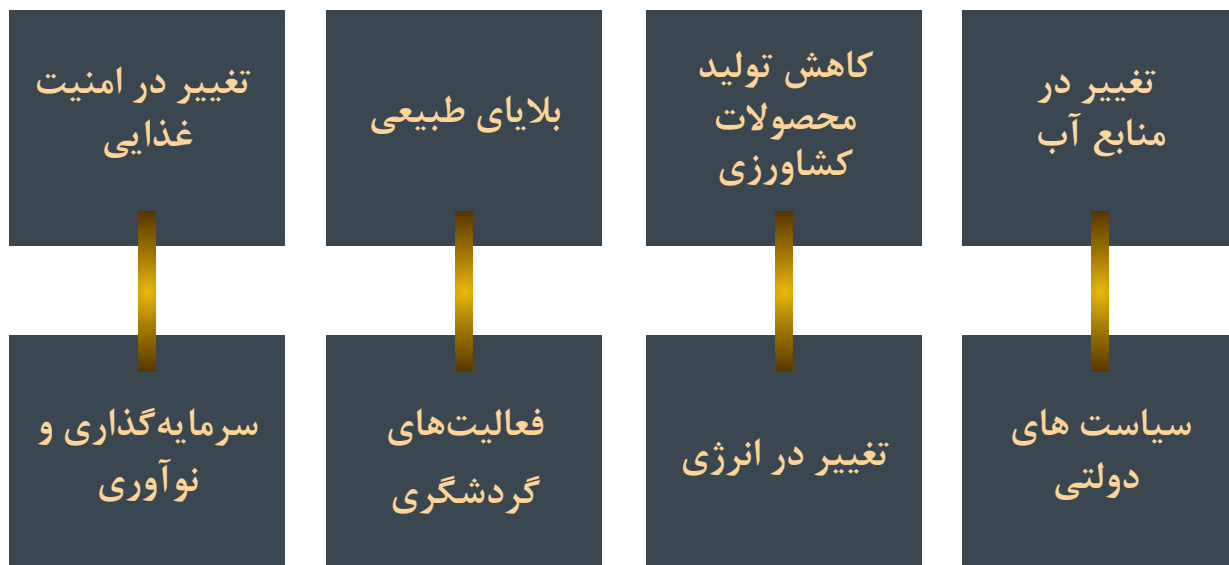 تغییر در
منابع آب
کاهش تولید
محصولات
کشاورزی
بلایای طبیعی
تغییر در امنیت
غذایی
سیاست های
دولتی
تغییر در انرژی
فعالیت‌های
گردشگری
سرمایه‌گذاری و
نوآوری